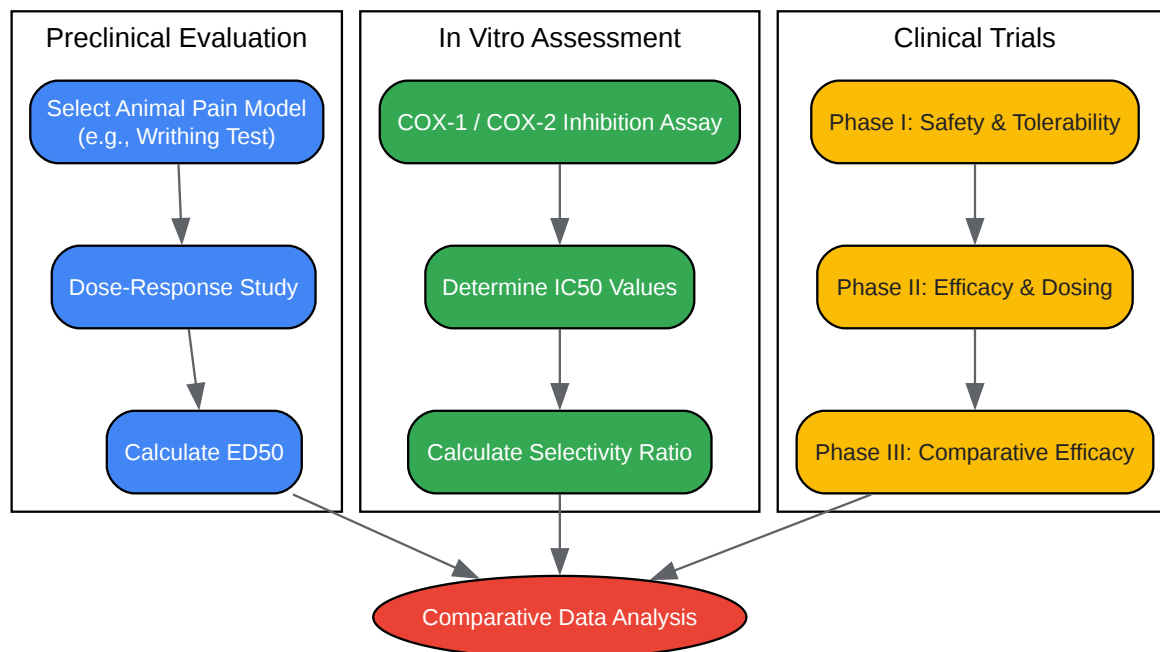 Preclinical Evaluation
Select Animal Pain Model
(e.g., Writhing Test)
Dose-Response Study
Calculate ED50
In Vitro Assessment
COX-1 / COX-2 Inhibition Assay
Determine IC50 Values
Calculate Selectivity Ratio
Clinical Trials
Phase I: Safety & Tolerability
Phase II: Efficacy & Dosing
Phase III: Comparative Efficacy
Comparative Data Analysis